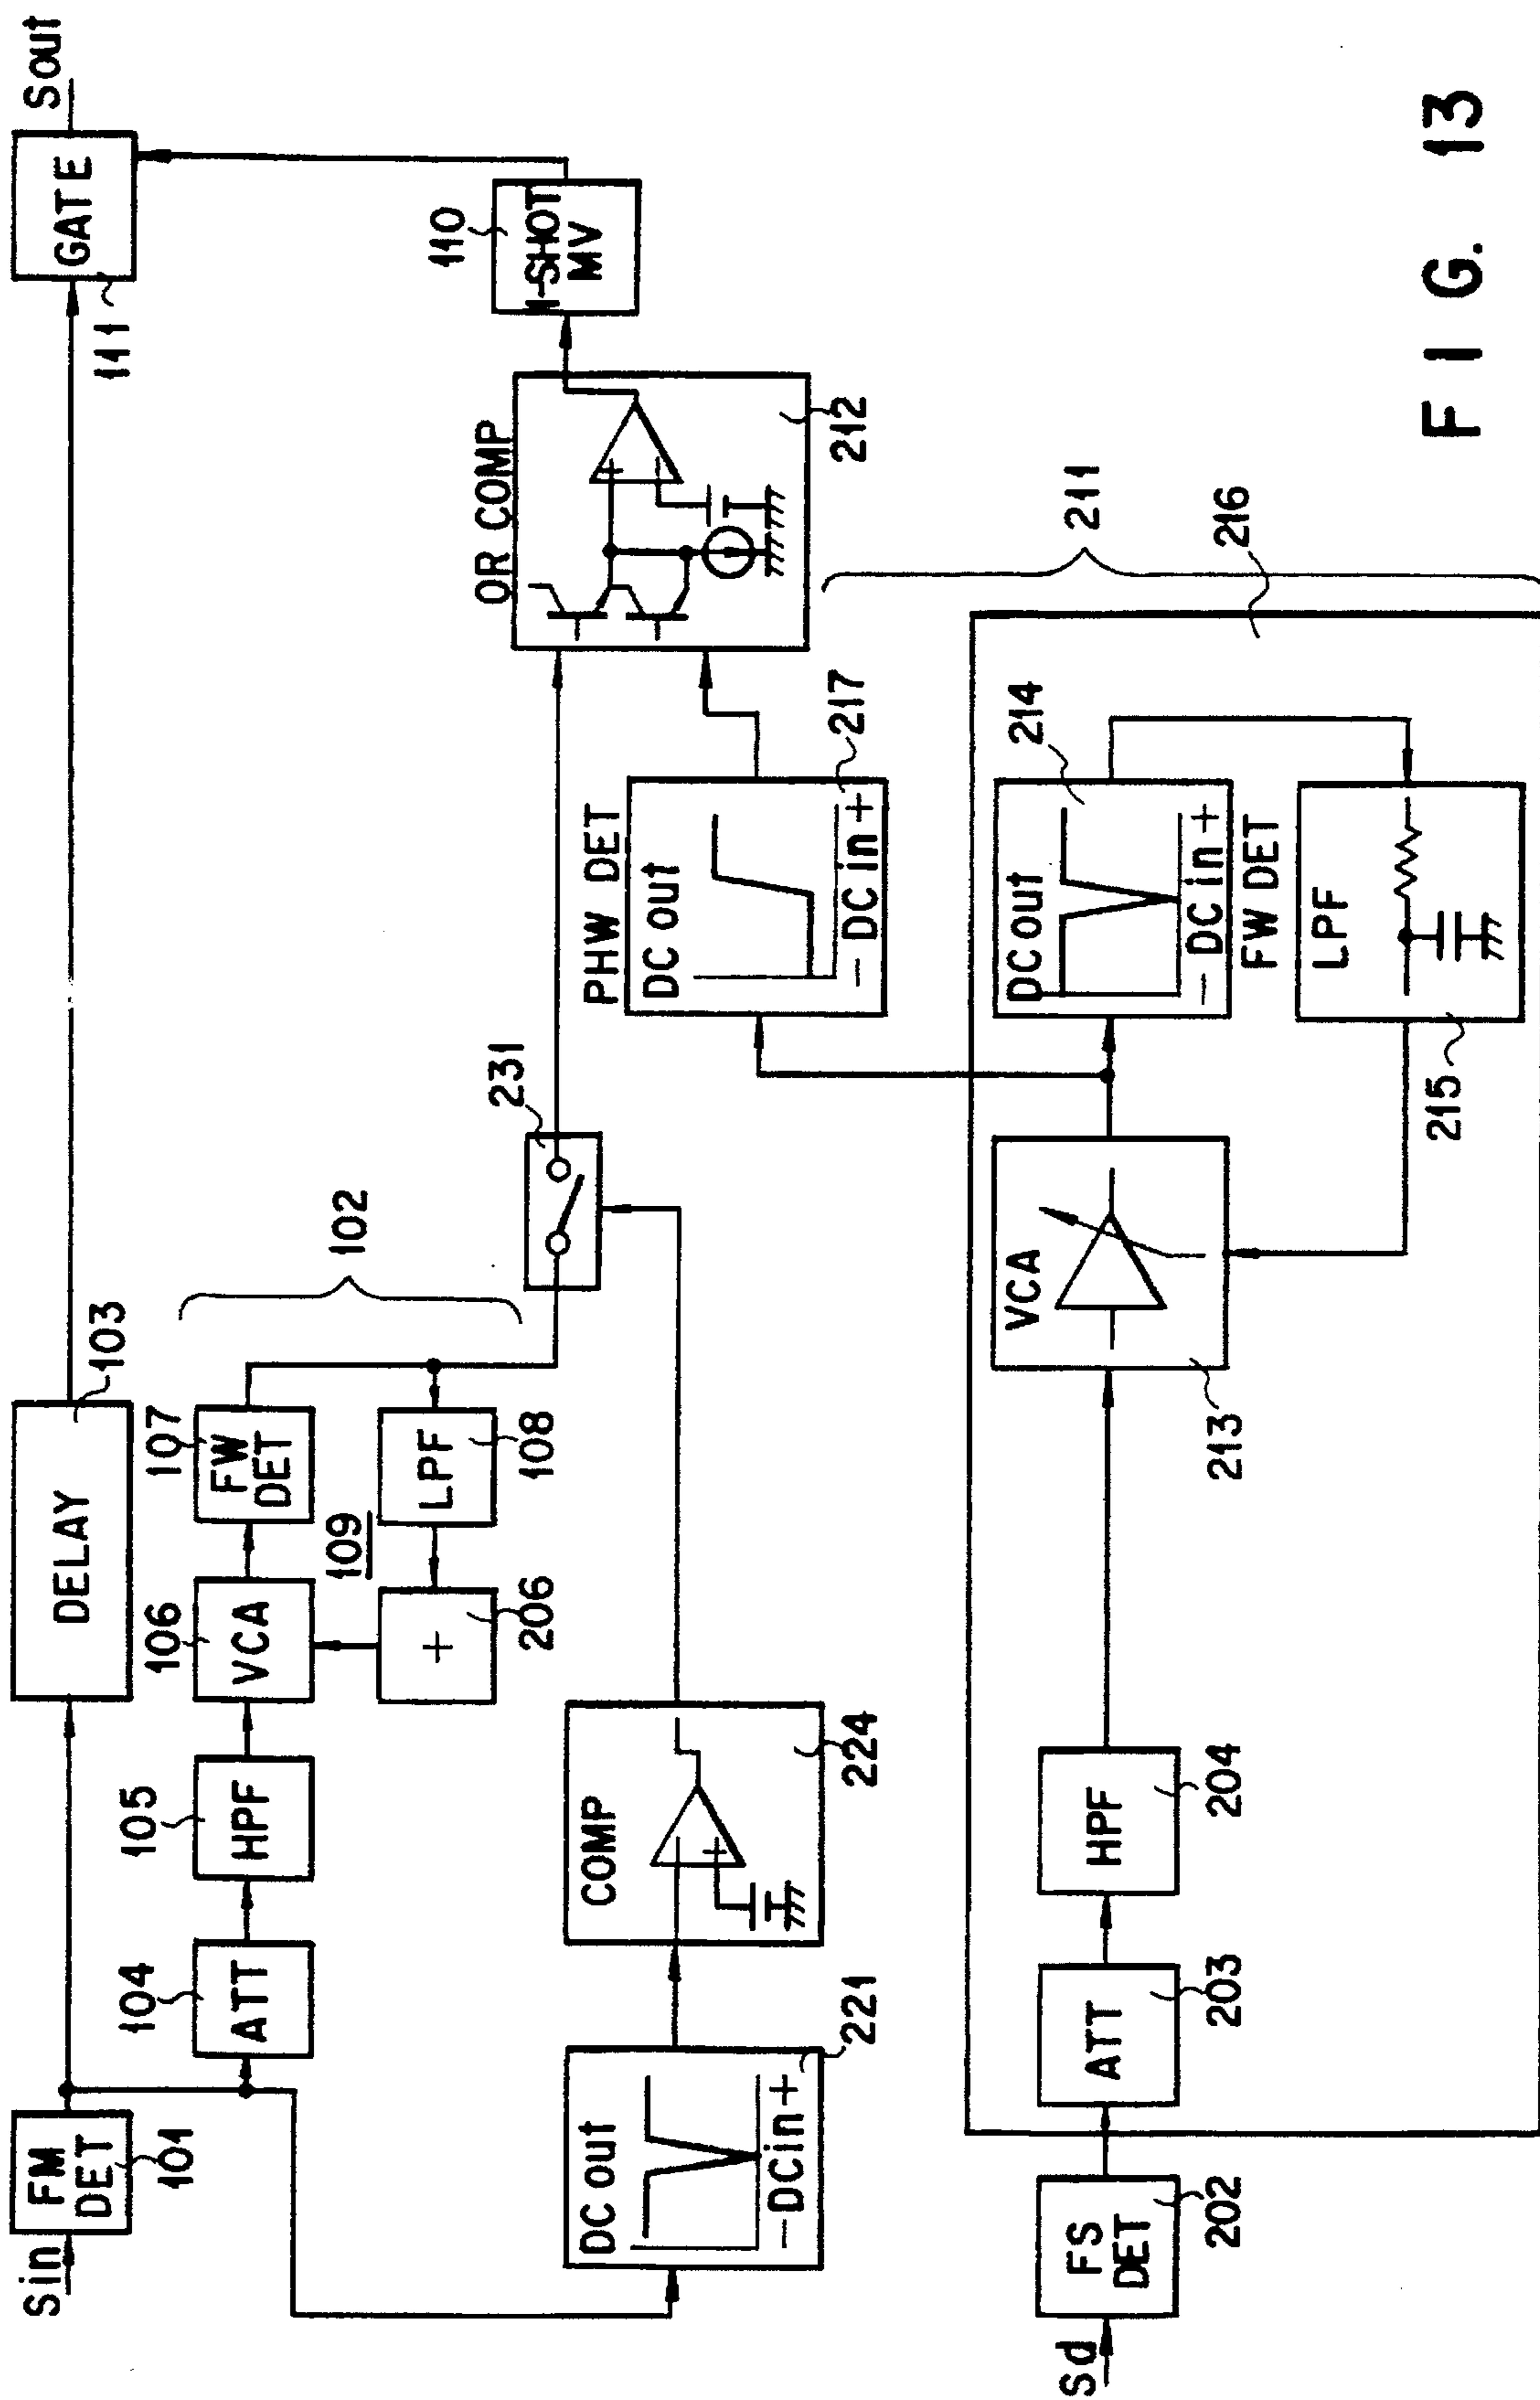 Sin
FM
DET
101
DELAY
103
GATE
111
Sout
104
ATT
105
HPF
106
VCA
107
FW
DET
109
LPF
108
+
206
102
231
OR COMP
+
212
110
1-SHOT
MV
DC out
- DC in +
221
COMP
-
+
224
PHW DET
DC out
- DC in +
217
211
216
Sd
FS
DET
202
ATT
203
HPF
204
VCA
213
DC out
- DC in +
FW DET
214
LPF
215
FIG. 13